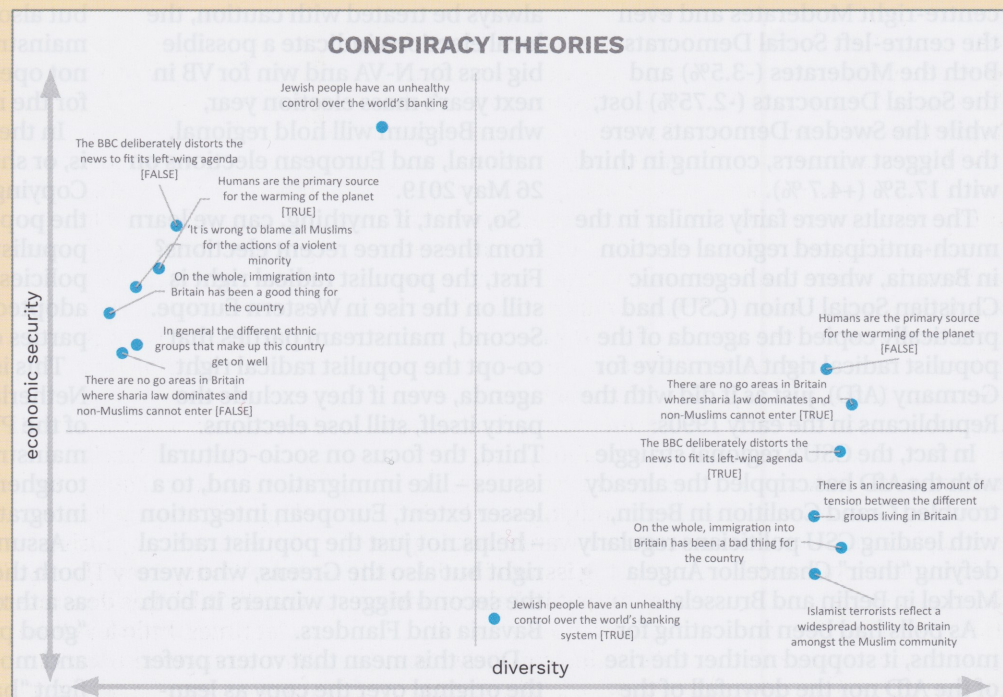 CONSPIRACY THEORIES
Jewish people have an unhealthy
control over the world's banking
The BBC deliberately distorts the
news to fit its left-wing agenda
[FALSE]
Humans are the primary source
for the warming of the planet
[TRUE]
'It is wrong to blame all Muslims
for the actions of a violent
minority
On the whole, immigration into
Britain has been a good thing for
the country
In general the different ethnic
groups that make up the country
get on well
There are no go areas in Britain
where sharia law dominates and
non-Muslims cannot enter [FALSE]
Humans are the primary source
for the warming of the planet
[FALSE]
There are no go areas in Britain
where sharia law dominates and
non-Muslims cannot enter [TRUE]
The BBC deliberately distorts the
news to fit its left-wing agenda
[TRUE]
There is an increasing amount of
tension between the different
groups living in Britain
On the whole, immigration into
Britain has been a bad thing for
the country
Jewish people have an unhealthy
control over the world's banking
system [TRUE]
Islamist terrorists reflect a
widespread hostility to Britain
amongst the Muslim community
economic security
diversity